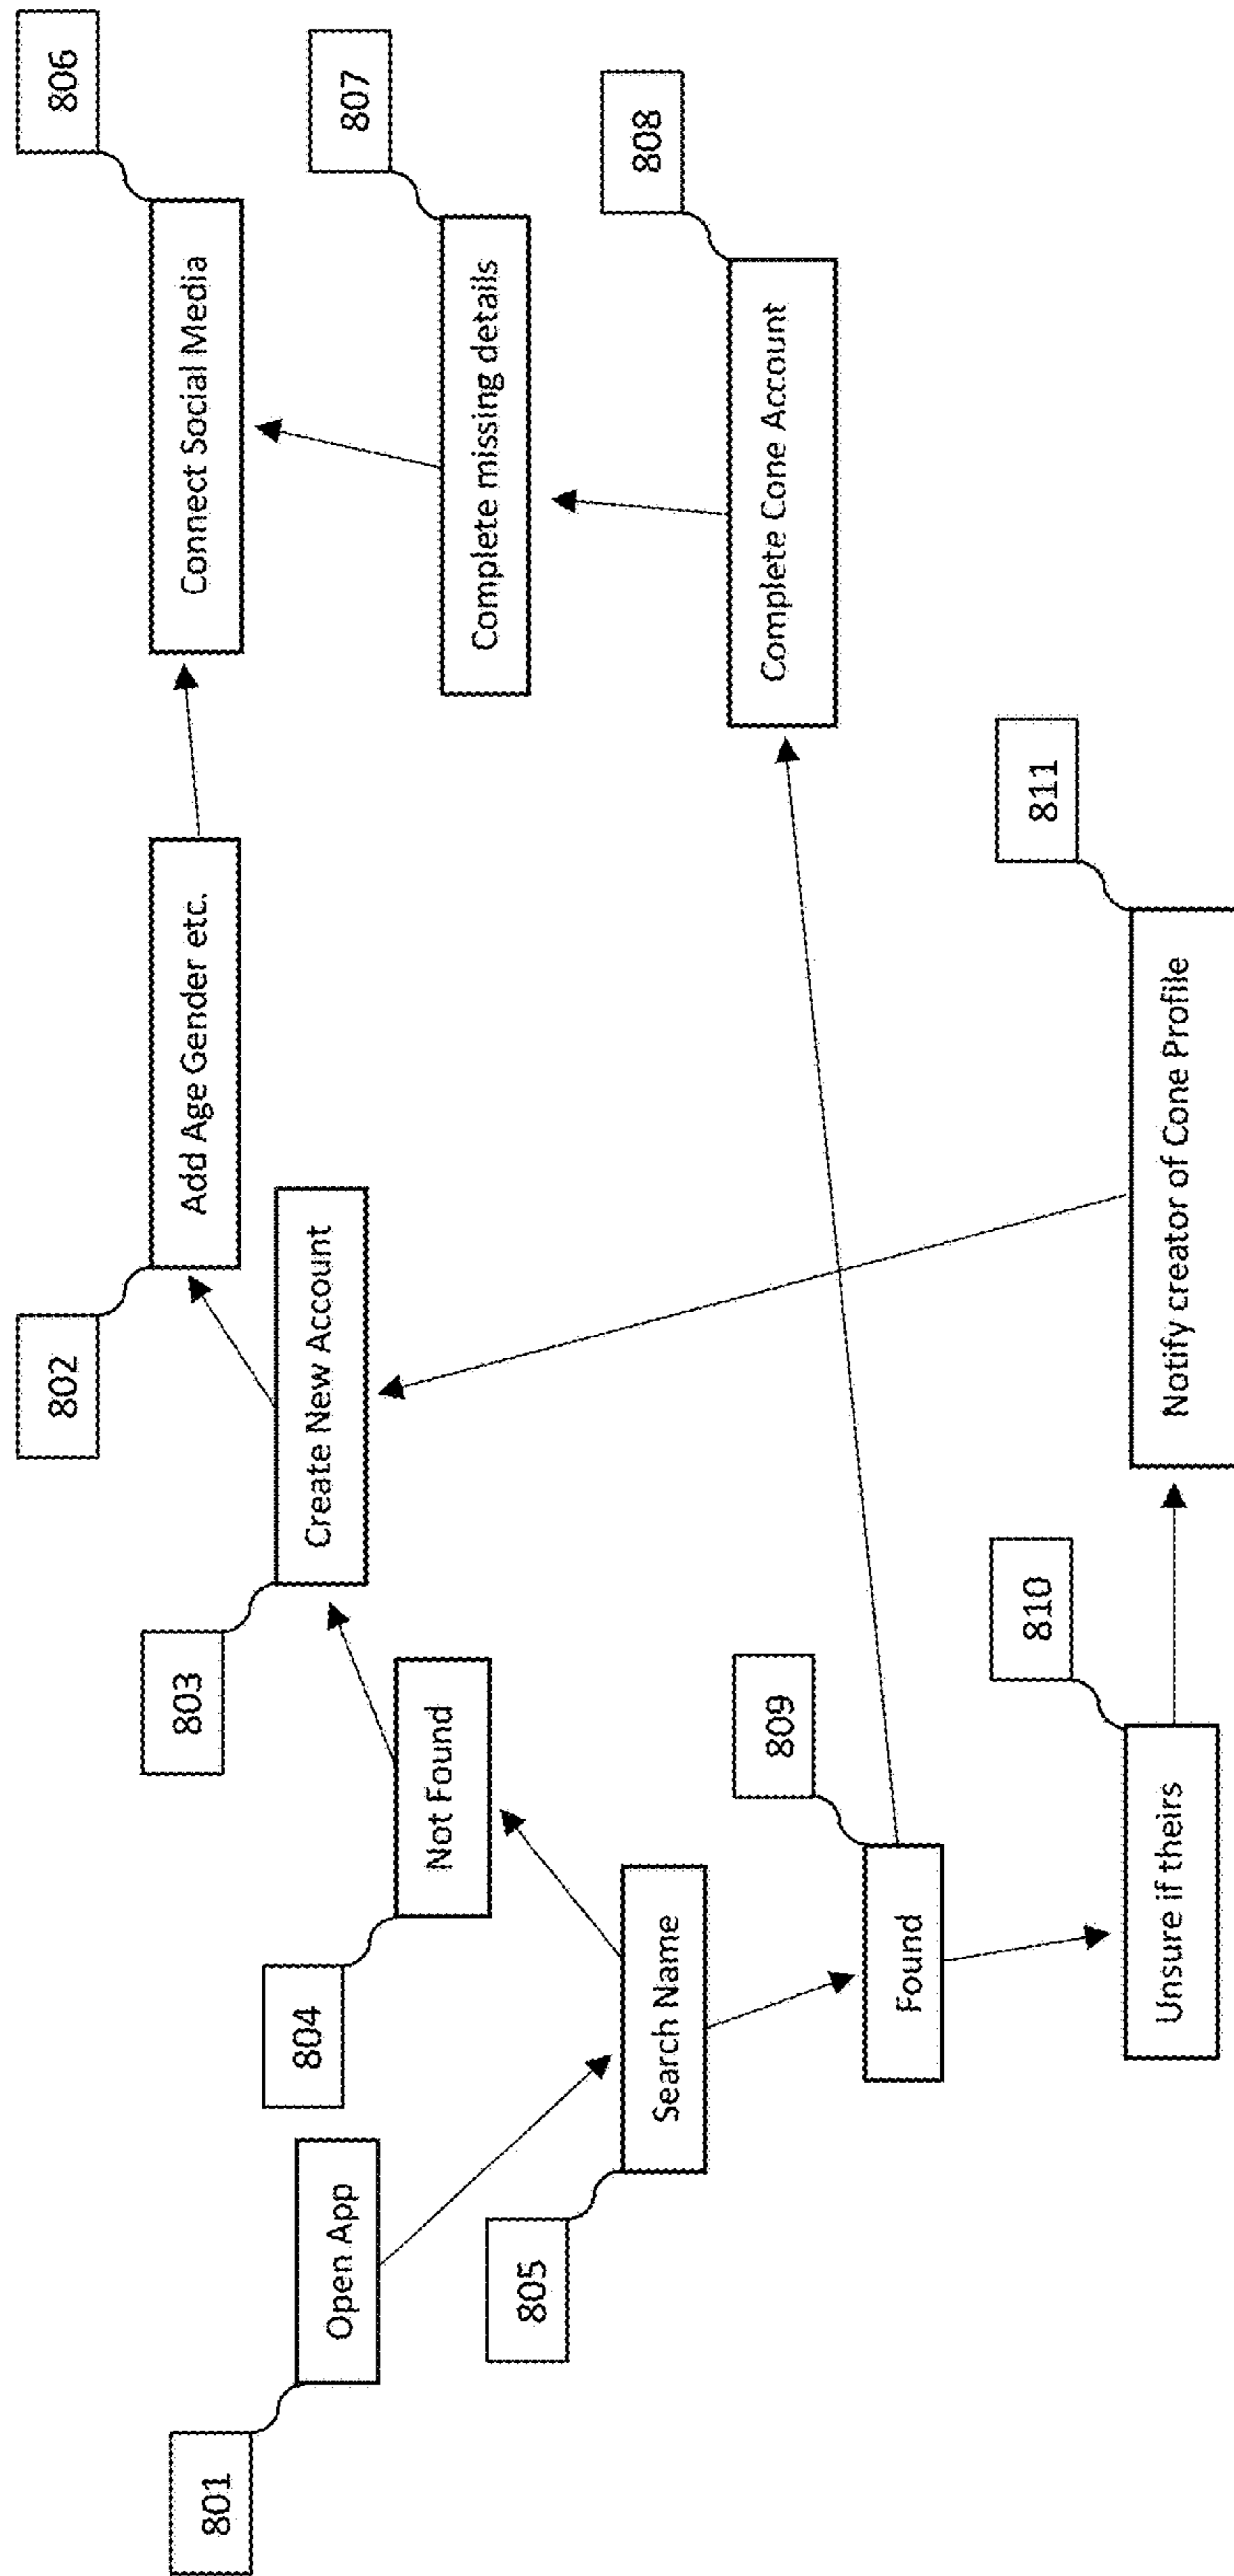 801
Open App
805
Search Name
804
Not Found
803
Create New Account
802
Add Age Gender etc.
806
Connect Social Media
807
Complete missing details
808
Complete Cone Account
809
Found
810
Unsure if theirs
811
Notify creator of Cone Profile